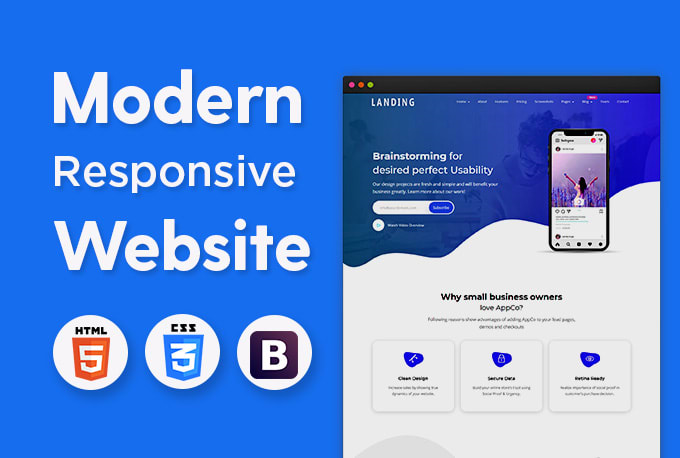 Modern
Responsive
Website
HTML
5
CSS
3
B
LANDING
Home About Features Pricing Screenshots Pages Blog Team Contact
Brainstorming for
desired perfect Usability
Our design projects are fresh and simple and will benefit your
business greatly. Learn more about our work!
Subscribe
Watch Video Overview
Why small business owners
love AppCo?
Following reasons show advantages of adding AppCo to your lead pages,
demos and checkouts
Clean Design
Increase sales by showing true
dynamics of your website.
Secure Data
Build your online store's trust using
Social Proof & Urgency.
Retina Ready
Realize importance of social proof in
customer's purchase decision.